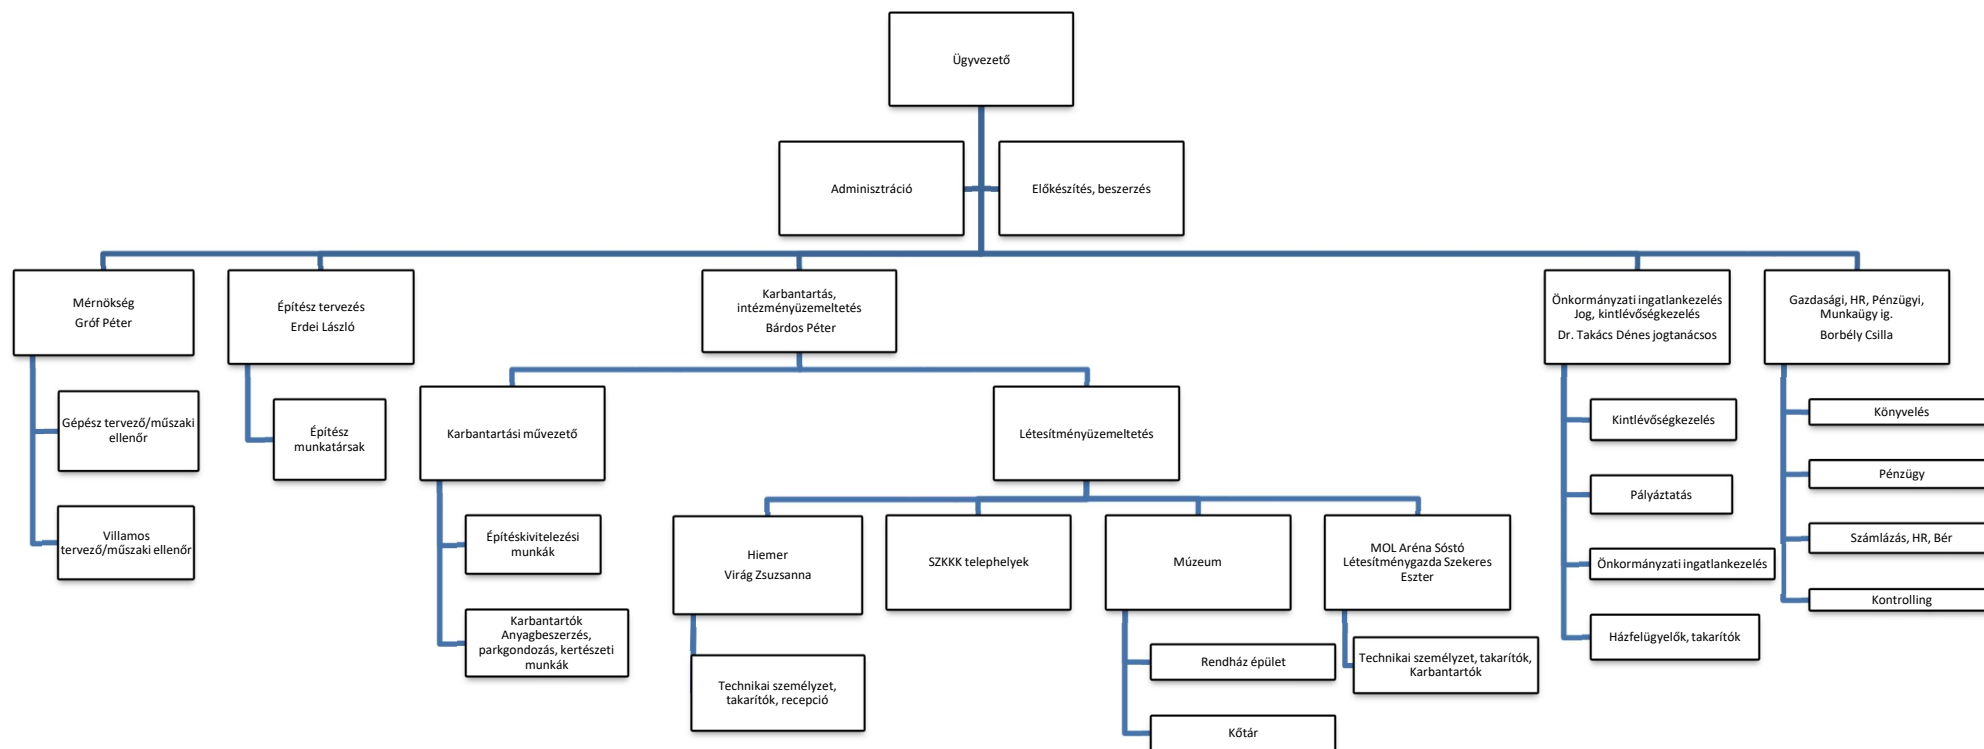 Ügyvezető
Adminisztráció
Előkészítés, beszerzés
Mérnökség
Gróf Péter
Építész tervezés
Erdei László
Karbantartás,
intézményüzemeltetés
Bárdos Péter
Önkormányzati ingatlankezelés
Jog, kintlévőségkezelés
Dr. Takács Dénes jogtanácsos
Gazdasági, HR, Pénzügyi,
Munkaügy ig.
Borbély Csilla
Gépész tervező/műszaki
ellenőr
Villamos
tervező/műszaki ellenőr
Építész
munkatársak
Karbantartási művezető
Létesítményüzemeltetés
Építéskivitelezési
munkák
Karbantartók
Anyagbeszerzés,
parkgondozás, kertészeti
munkák
Hiemer
Virág Zsuzsanna
Technikai személyzet,
takarítók, recepció
SZKKK telephelyek
Múzeum
Rendház épület
Kőtár
MOL Aréna Sóstó
Létesítménygazda Szekeres
Eszter
Technikai személyzet, takarítók,
Karbantartók
Kintlévőségkezelés
Pályáztatás
Önkormányzati ingatlankezelés
Házfelügyelők, takarítók
Könyvelés
Pénzügy
Számlázás, HR, Bér
Kontrolling